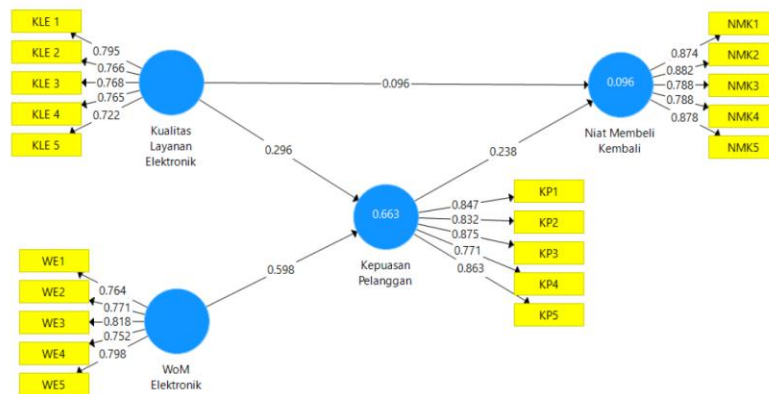 KLE 1
KLE 2
KLE 3
KLE 4
KLE 5
0.795
0.766
0.768
0.765
0.722
Kualitas
Layanan
Elektronik
0.096
0.296
0.096
Niat Membeli
Kembali
0.874
0.882
0.788
0.788
0.878
NMK1
NMK2
NMK3
NMK4
NMK5
0.238
0.663
Kepuasan
Pelanggan
0.847
0.832
0.875
0.771
0.863
KP1
KP2
KP3
KP4
KP5
0.598
WE1
WE2
WE3
WE4
WE5
0.764
0.771
0.818
0.752
0.798
WoM
Elektronik